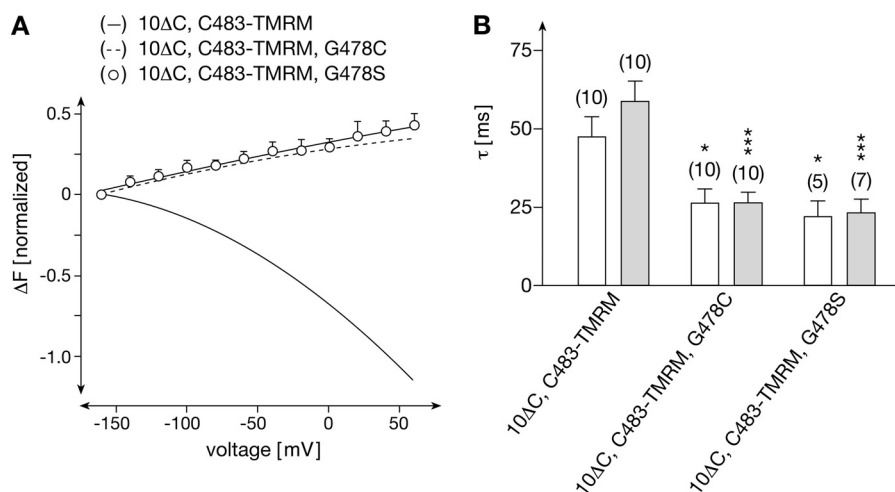 A
(—) 10ΔC, C483-TMRM
(--) 10ΔC, C483-TMRM, G478C
(○) 10ΔC, C483-TMRM, G478S
0.5
0
-0.5
-1.0
ΔF [normalized]
-150 -100 -50 0 50
voltage [mV]
B
75
50
25
0
τ [ms]
(10) (10)
* ***
(10) (10)
* ***
(5) (7)
10ΔC, C483-TMRM
10ΔC, C483-TMRM, G478C
10ΔC, C483-TMRM, G478S